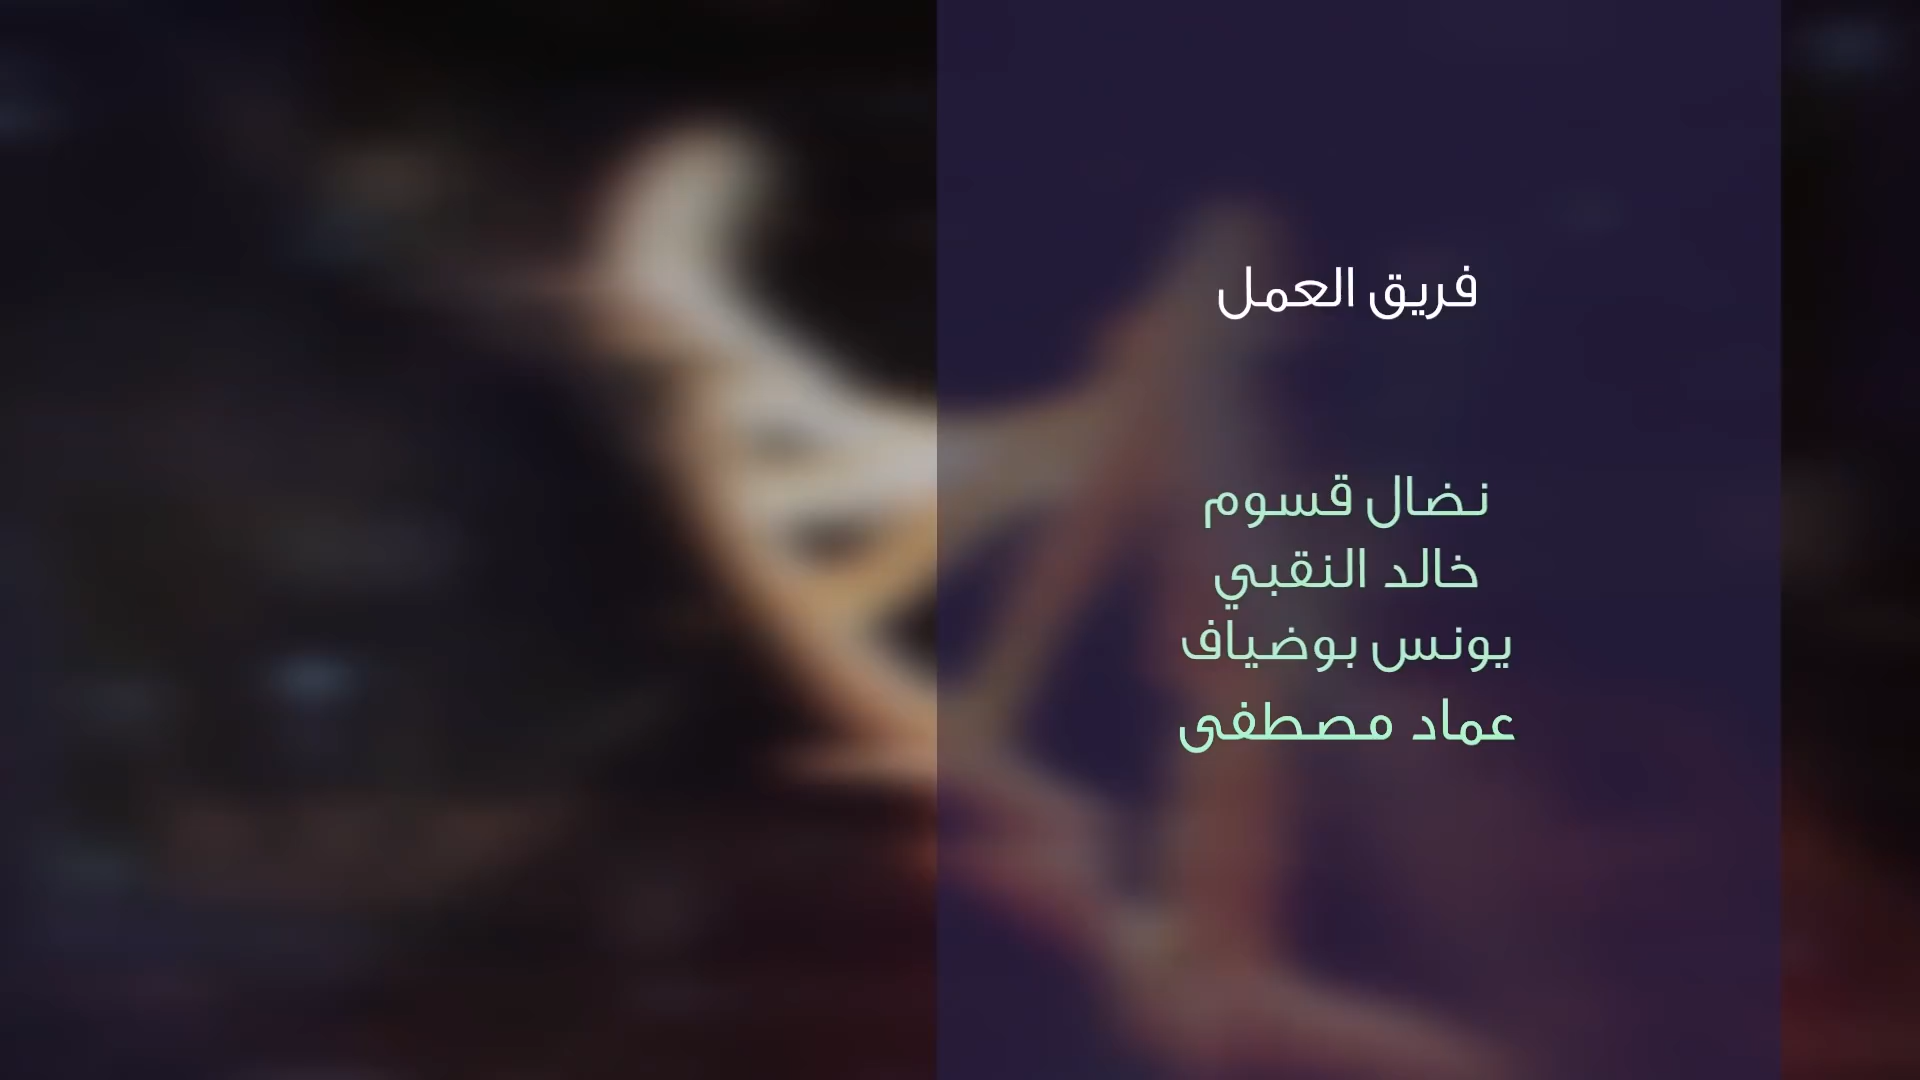 فريق العمل
نضال قسوم
خالد النقبي
يونس بوضياف
عماد مصطفى